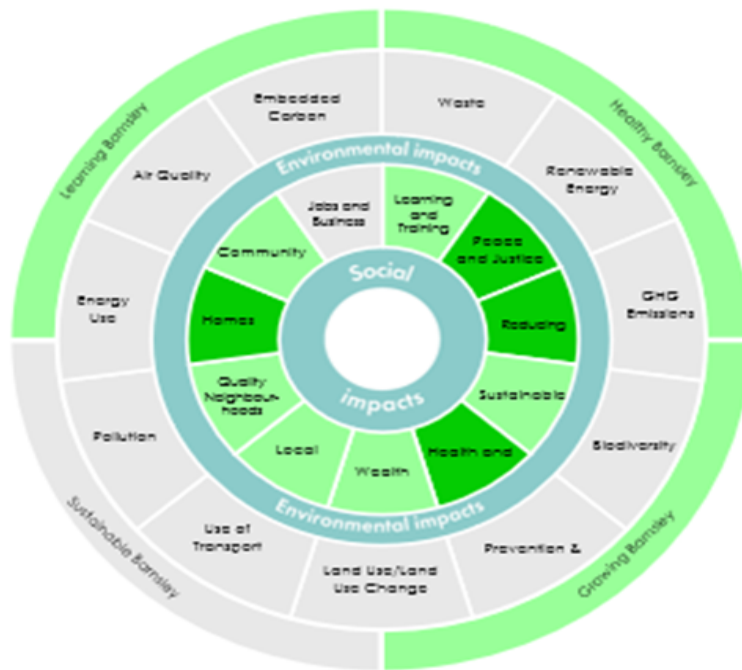 Learning Barnsley
Healthy Barnsley
Growing Barnsley
Sustainable Barnsley
Embedded
Carbon
Waste
Renewable
Energy
GHG
Emissions
Biodiversity
Prevention &
Land Use/Land
Use Change
Use of
Transport
Pollution
Energy
Use
Air Quality
Environmental impacts
Jobs and
Business
Learning
and
Training
Peace
and Justice
Reducing
Sustainable
Health and
Wealth
Local
Quality
Neighbour-
hoods
Homes
Community
Social
impacts
Environmental impacts